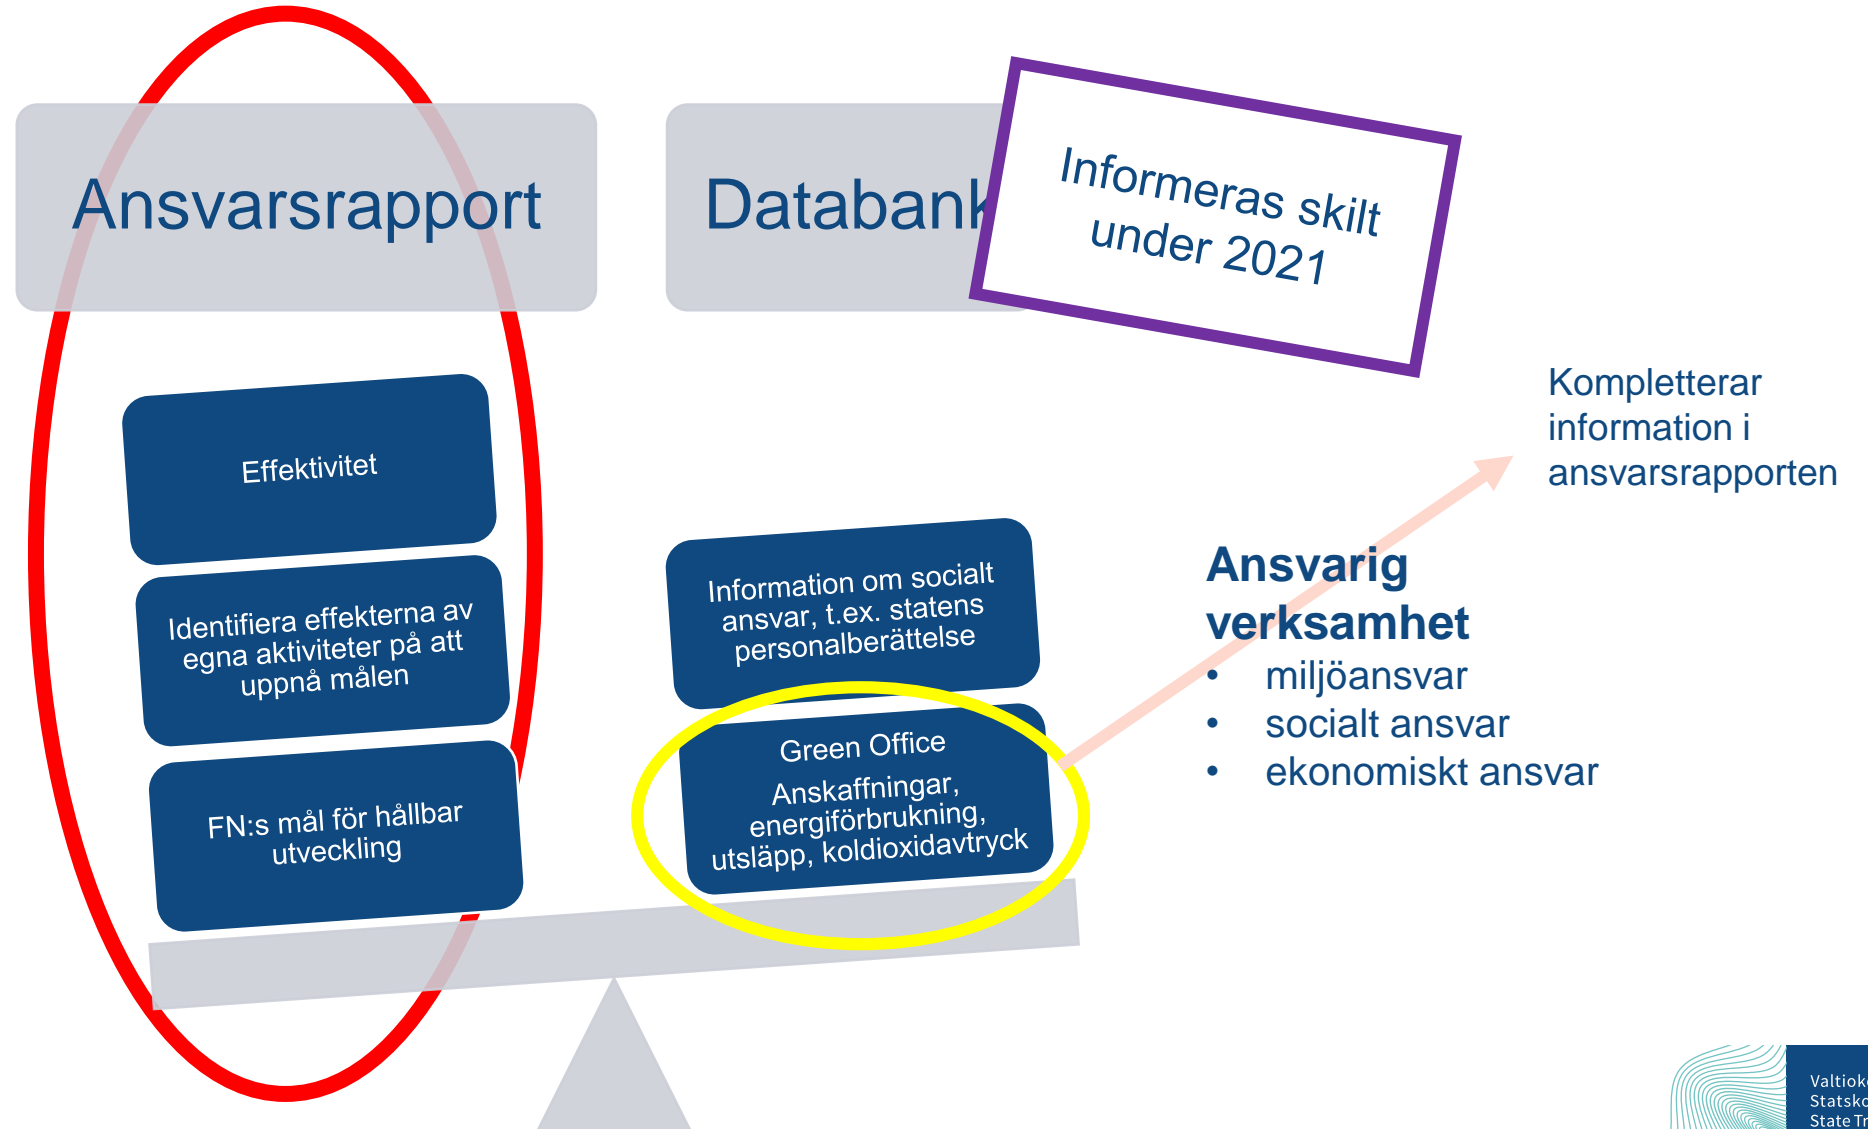 Ansvarsrapport
Databank
Informeras skilt
under 2021
Effektivitet
Identifiera effekterna av
egna aktiviteter på att
uppnå målen
FN:s mål för hållbar
utveckling
Information om socialt
ansvar, t.ex. statens
personalberättelse
Green Office
Anskaffningar,
energiförbrukning,
utsläpp, koldioxidavtryck
Kompletterar
information i
ansvarsrapporten
Ansvarig
verksamhet
• miljöansvar
• socialt ansvar
• ekonomiskt ansvar
State